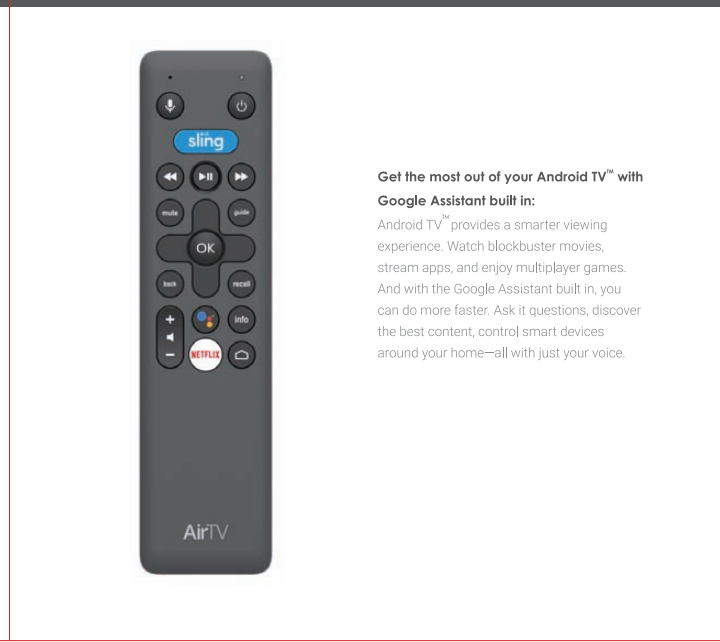 sling
mute
guide
OK
back
recall
+
info
−
NETFLIX
AirTV
Get the most out of your Android TV™ with
Google Assistant built in:
Android TV™ provides a smarter viewing
experience. Watch blockbuster movies,
stream apps, and enjoy multiplayer games.
And with the Google Assistant built in, you
can do more faster. Ask it questions, discover
the best content, control smart devices
around your home—all with just your voice.